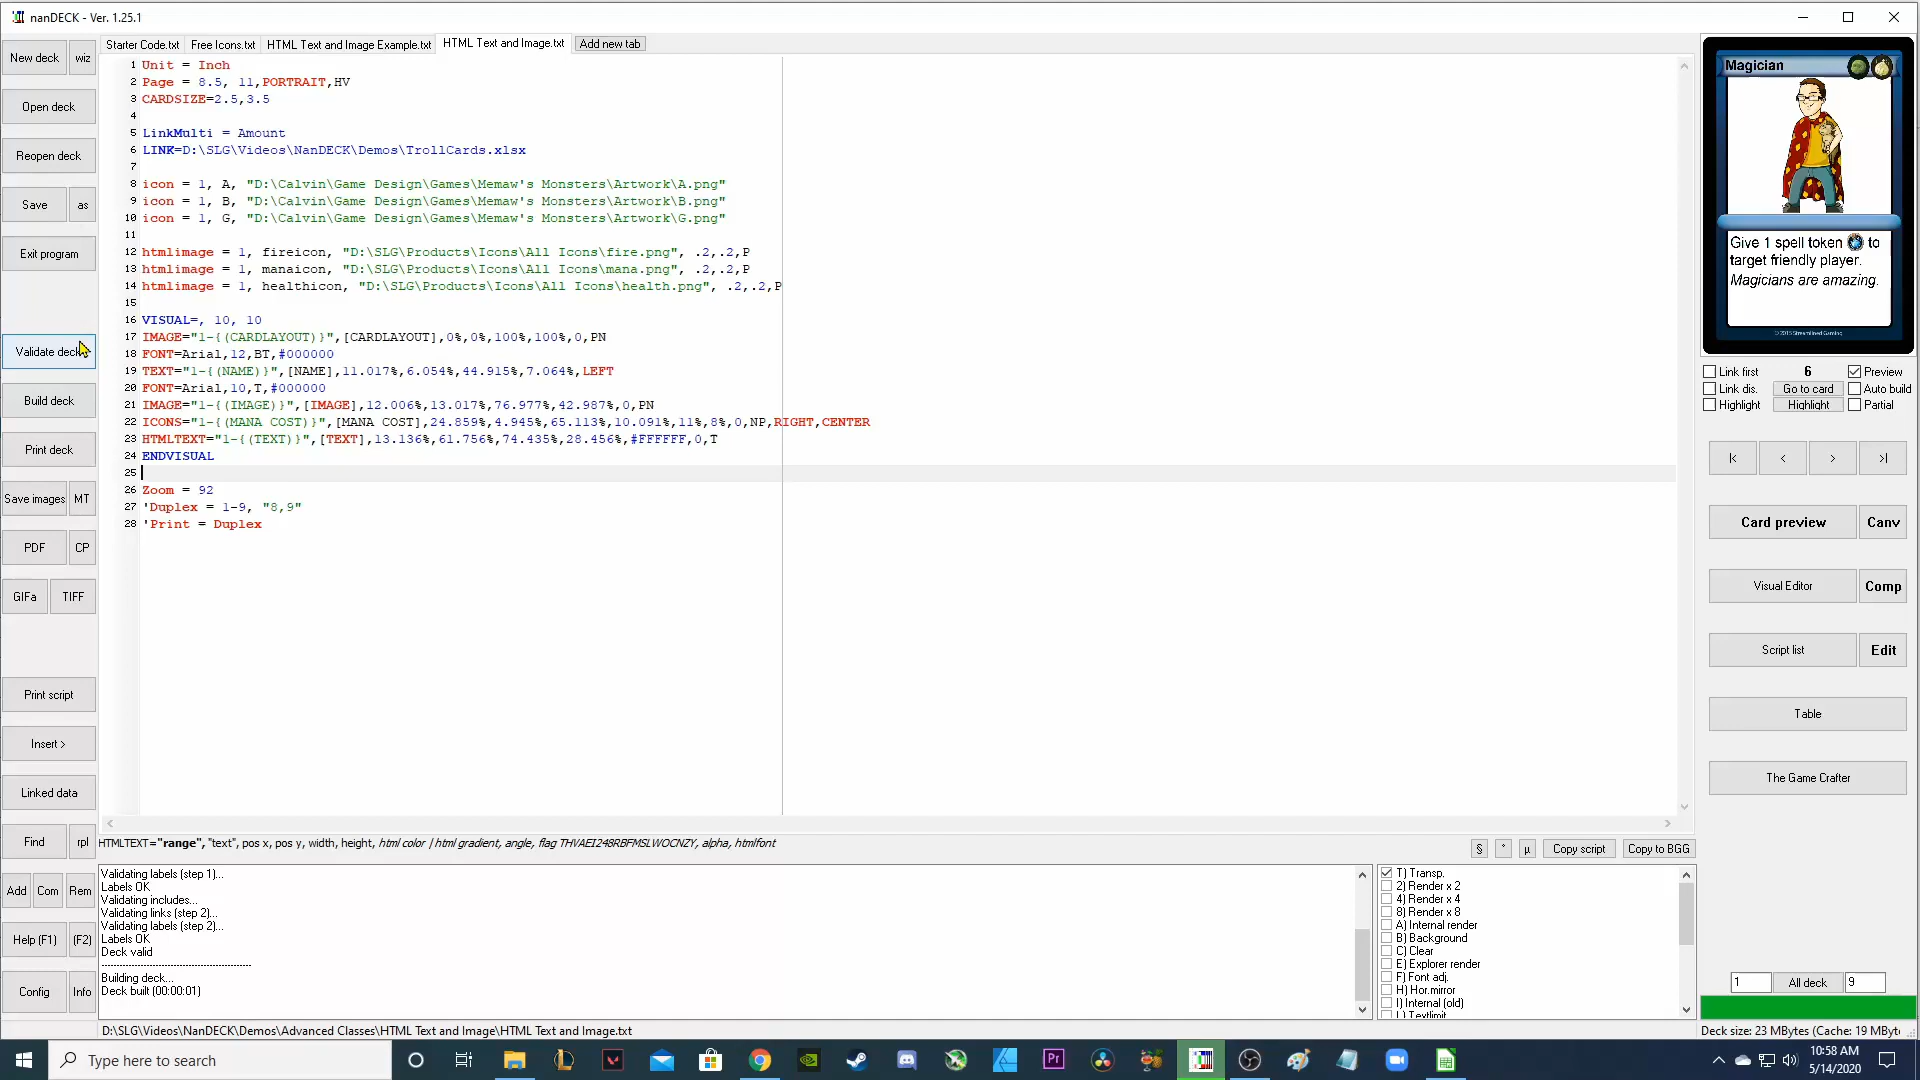 nanDECK - Ver. 1.25.1
New deck
wiz
Open deck
Reopen deck
Save
as
Exit program
Validate deck
Build deck
Print deck
Save images
MT
PDF
CP
GIFa
TIFF
Print script
Insert >
Linked data
Find
rpl
Add
Com
Rem
Help (F1)
(F2)
Config
Info
Starter Code.txt
Free Icons.txt
HTML Text and Image Example.txt
HTML Text and Image.txt
Add new tab
1 Unit = Inch
2 Page = 8.5, 11,PORTRAIT,HV
3 CARDSIZE=2.5,3.5
4
5 LinkMulti = Amount
6 LINK=D:\SLG\Videos\NanDECK\Demos\TrollCards.xlsx
7
8 icon = 1, A, "D:\Calvin\Game Design\Games\Memaw's Monsters\Artwork\A.png"
9 icon = 1, B, "D:\Calvin\Game Design\Games\Memaw's Monsters\Artwork\B.png"
10 icon = 1, G, "D:\Calvin\Game Design\Games\Memaw's Monsters\Artwork\G.png"
11
12 htmlimage = 1, fireicon, "D:\SLG\Products\Icons\All Icons\fire.png", .2,.2,P
13 htmlimage = 1, manaicon, "D:\SLG\Products\Icons\All Icons\mana.png", .2,.2,P
14 htmlimage = 1, healthicon, "D:\SLG\Products\Icons\All Icons\health.png", .2,.2,P
15
16 VISUAL=, 10, 10
17 IMAGE="1-{(CARDLAYOUT)}",[CARDLAYOUT],0%,0%,100%,100%,0,PN
18 FONT=Arial,12,BT,#000000
19 TEXT="1-{(NAME)}",[NAME],11.017%,6.054%,44.915%,7.064%,LEFT
20 FONT=Arial,10,T,#000000
21 IMAGE="1-{(IMAGE)}",[IMAGE],12.006%,13.017%,76.977%,42.987%,0,PN
22 ICONS="1-{(MANA COST)}",[MANA COST],24.859%,4.945%,65.113%,10.091%,11%,8%,0,NP,RIGHT,CENTER
23 HTMLTEXT="1-{(TEXT)}",[TEXT],13.136%,61.756%,74.435%,28.456%,#FFFFFF,0,T
24 ENDVISUAL
25
26 Zoom = 92
27 'Duplex = 1-9, "8,9"
28 'Print = Duplex
HTMLTEXT="range", "text", pos x, pos y, width, height, html color | html gradient, angle, flag THVAEI248RBFMSLWOCNZY, alpha, htmlfont
§
°
µ
Copy script
Copy to BGG
Validating labels (step 1)...
Labels OK
Validating includes...
Validating links (step 2)...
Validating labels (step 2)...
Labels OK
Deck valid
Building deck...
Deck built (00:00:01)
T) Transp.
2) Render x 2
4) Render x 4
8) Render x 8
A) Internal render
B) Background
C) Clear
E) Explorer render
F) Font adj.
H) Hor.mirror
I) Internal (old)
L) Textlimit
D:\SLG\Videos\NanDECK\Demos\Advanced Classes\HTML Text and Image\HTML Text and Image.txt
Magician
Give 1 spell token to
target friendly player.
Magicians are amazing.
© 2015 Streamlined Gaming
Link first
6
Preview
Link dis.
Go to card
Auto build
Highlight
Highlight
Partial
|<
<
>
>|
Card preview
Canv
Visual Editor
Comp
Script list
Edit
Table
The Game Crafter
1
All deck
9
Deck size: 23 MBytes (Cache: 19 MByt
Type here to search
Pr
10:58 AM
5/14/2020